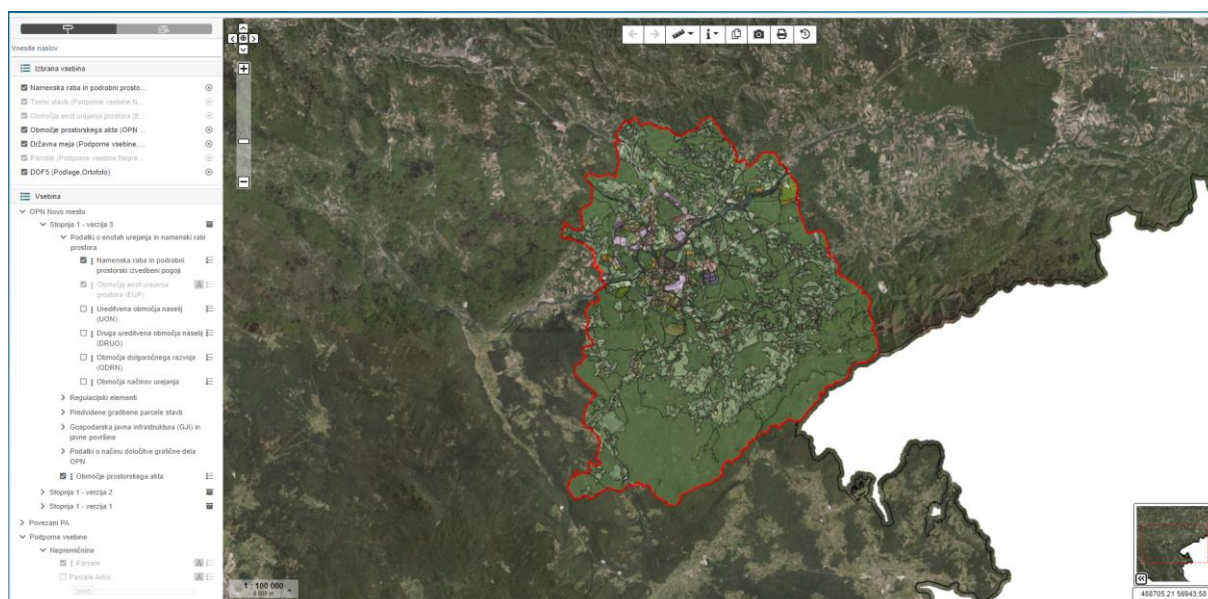 Vnesite naslov
Izbrana vsebina
Namenska raba in podrobni prosto...
Tlorisi stavb (Podporne vsebine,N...
Območja enot urejanja prostora (E...
Območje prostorskega akta (OPN ...
Državna meja (Podporne vsebine,...
Parcele (Podporne vsebine,Nepre...
DOF5 (Podlage,Ortofoto)
Vsebina
OPN Novo mesto
Stopnja 1 - verzija 3
Podatki o enotah urejanja in namenski rabi
prostora
Namenska raba in podrobni
prostorski izvedbeni pogoji
Območja enot urejanja
prostora (EUP)
Ureditvena območja naselij
(UON)
Druga ureditvena območja naselij
(DRUO)
Območja dolgoročnega razvoja
(ODRN)
Območja načinov urejanja
Regulacijski elementi
Predvidene gradbene parcele stavb
Gospodarska javna infrastruktura (GJI) in
javne površine
Podatki o načinu določitve grafične dela
OPN
Območje prostorskega akta
Stopnja 1 - verzija 2
Stopnja 1 - verzija 1
Povezani PA
Podporne vsebine
Nepremičnine
Parcele
Parcele Arhiv
2003
1 : 100 000
4 000 m
488705,21 56943,58